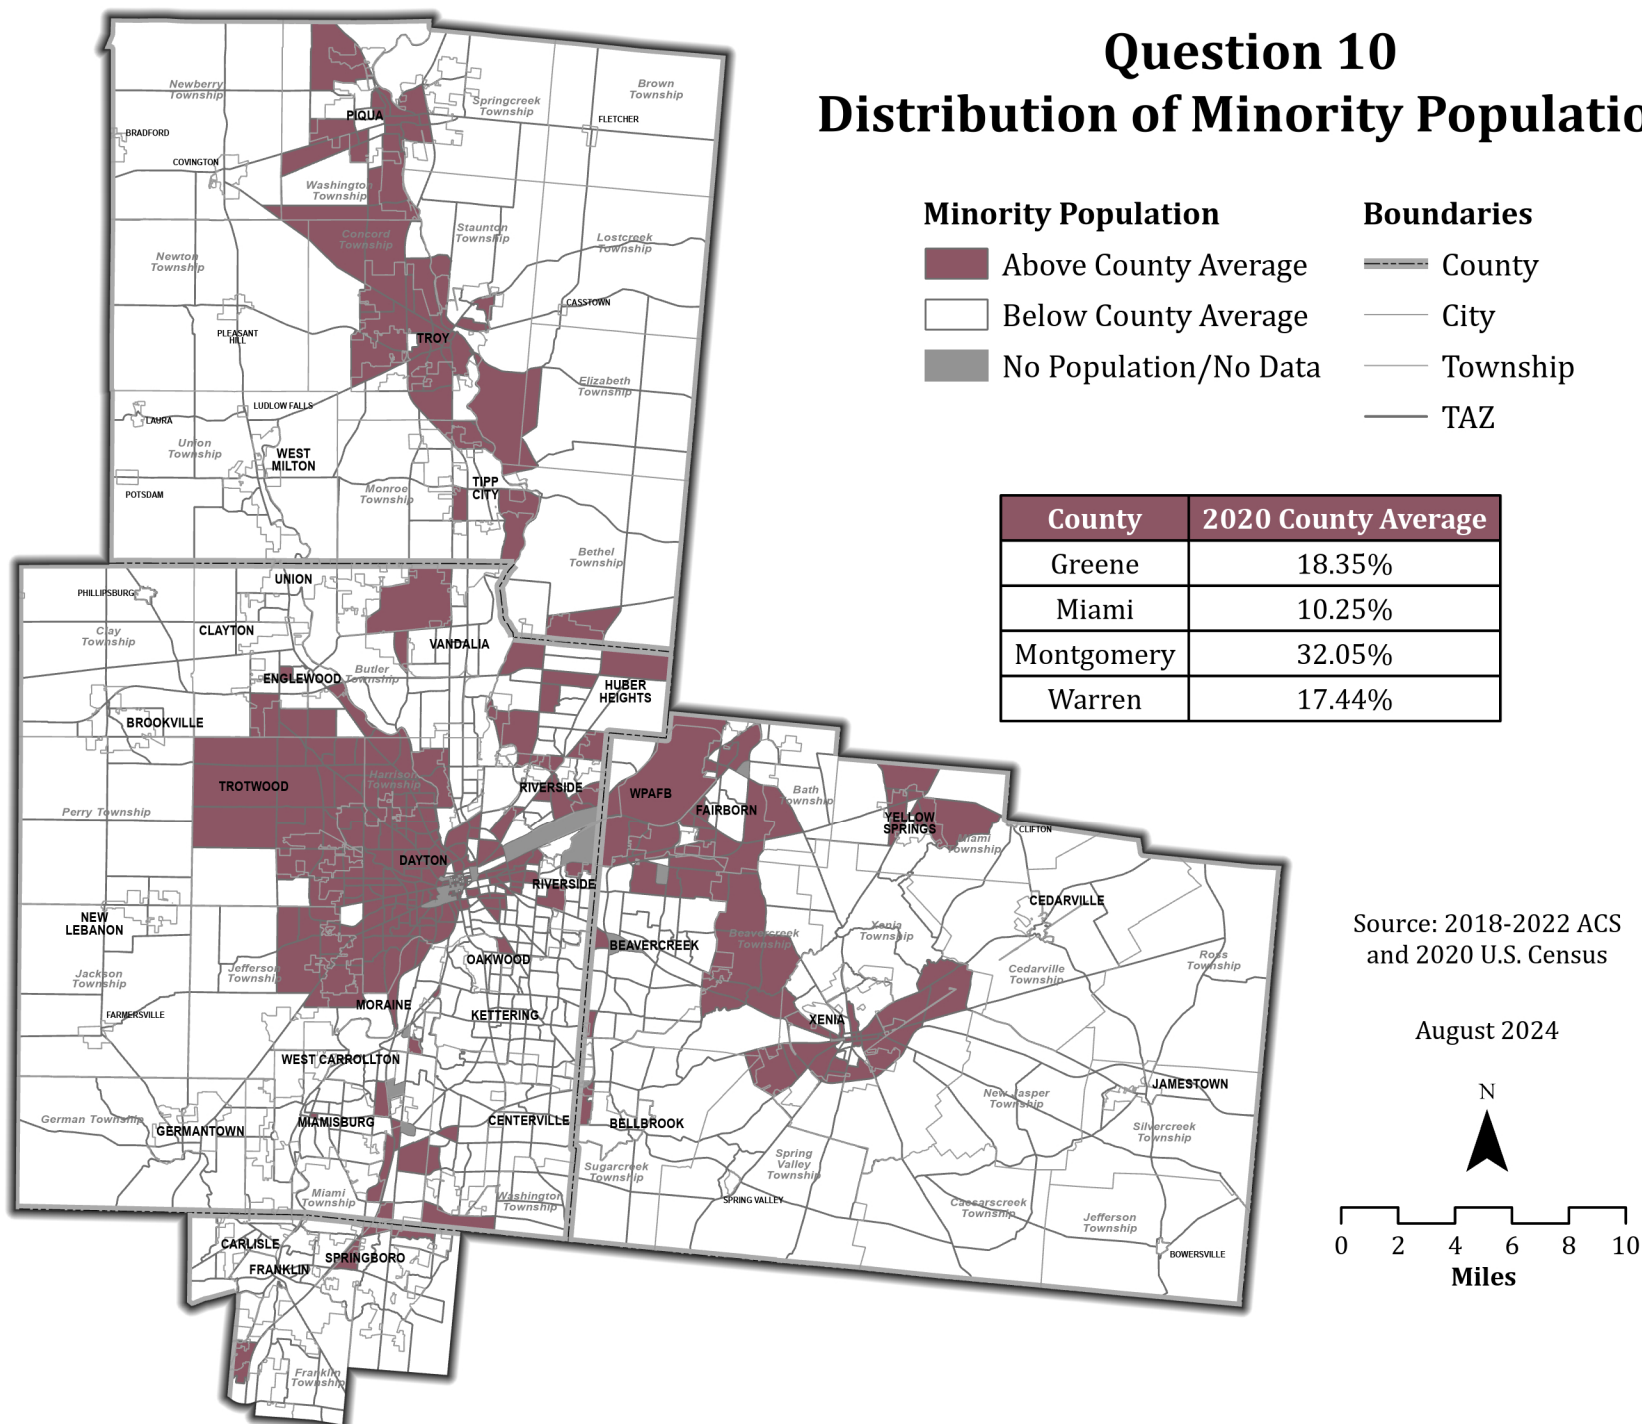 Question 10
Distribution of Minority Populatio
Minority Population
Above County Average
Below County Average
No Population/No Data
Boundaries
County
City
Township
TAZ
County 2020 County Average
Greene 18.35%
Miami 10.25%
Montgomery 32.05%
Warren 17.44%
Source: 2018-2022 ACS
and 2020 U.S. Census
August 2024
N
0 2 4 6 8 10
Miles
Newberry
Township
Brown
Township
Springcreek
Township
PIQUA
FLETCHER
BRADFORD
COVINGTON
Washington
Township
Concord
Township
Staunton
Township
Lostcreek
Township
Newton
Township
CASSTOWN
PLEASANT
HILL
TROY
Elizabeth
Township
LUDLOW FALLS
LAURA
Union
Township
WEST
MILTON
TIPP
CITY
Monroe
Township
POTSDAM
Bethel
Township
UNION
PHILLIPSBURG
CLAYTON
Clay
Township
VANDALIA
Butler
Township
ENGLEWOOD
HUBER
HEIGHTS
BROOKVILLE
TROTWOOD
Harrison
Township
RIVERSIDE
WPAFB
FAIRBORN
Bath
Township
Perry Township
YELLOW
SPRINGS
Miami
Township
CLIFTON
DAYTON
RIVERSIDE
CEDARVILLE
NEW
LEBANON
Beavercreek
Township
Xenia
Township
BEAVERCREEK
OAKWOOD
Ross
Township
Jackson
Township
Jefferson
Township
Cedarville
Township
MORAINE
FARMERSVILLE
KETTERING
XENIA
WEST CARROLLTON
JAMESTOWN
New Jasper
Township
German Township
GERMANTOWN
MIAMISBURG
CENTERVILLE
BELLBROOK
Silvercreek
Township
Sugarcreek
Township
Spring
Valley
Township
Miami
Township
Washington
Township
SPRING VALLEY
Caesarscreek
Township
Jefferson
Township
CARLISLE
FRANKLIN
SPRINGBORO
BOWERSVILLE
Franklin
Township